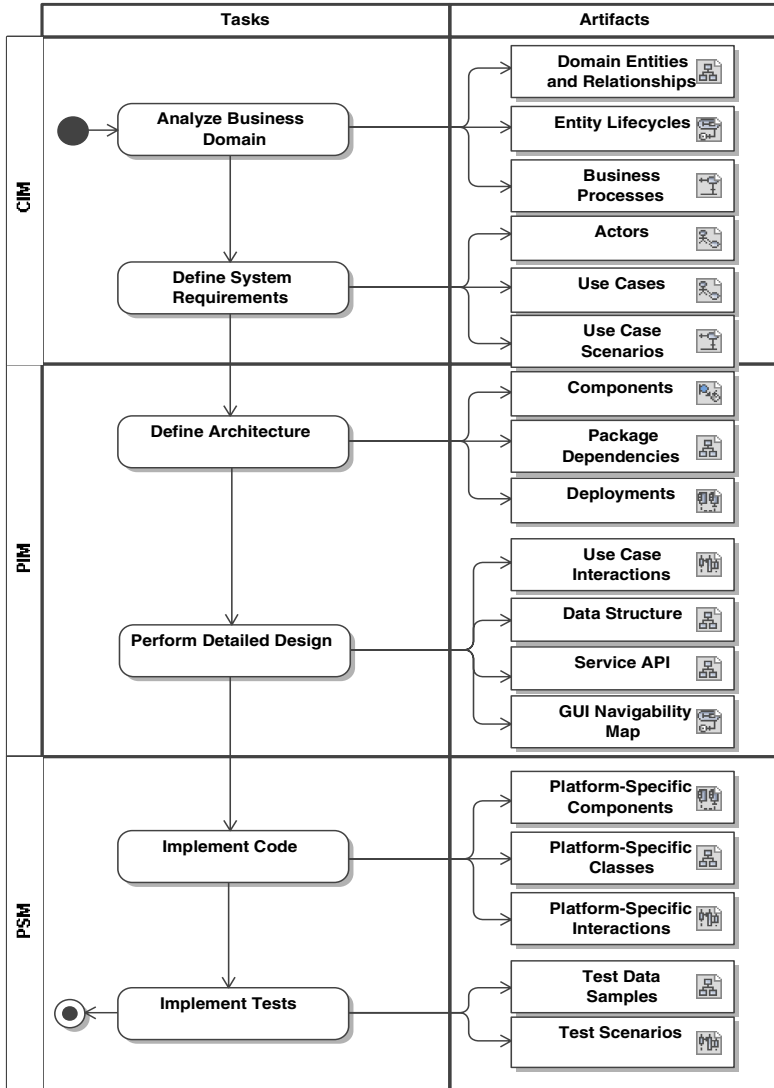 Tasks
Artifacts
CIM
Analyze Business
Domain
Domain Entities
and Relationships
Entity Lifecycles
Business
Processes
Define System
Requirements
Actors
Use Cases
Use Case
Scenarios
PIM
Define Architecture
Components
Package
Dependencies
Deployments
Perform Detailed Design
Use Case
Interactions
Data Structure
Service API
GUI Navigability
Map
PSM
Implement Code
Platform-Specific
Components
Platform-Specific
Classes
Platform-Specific
Interactions
Implement Tests
Test Data
Samples
Test Scenarios